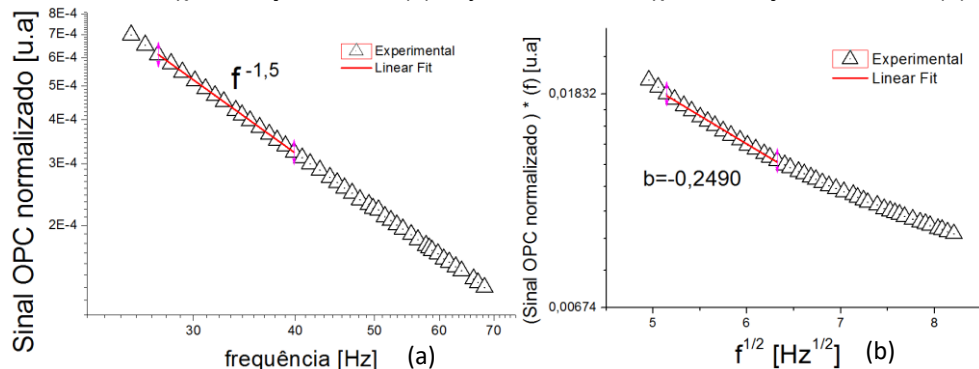 Sinal OPC normalizado [u.a]
8E-4
7E-4
6E-4
5E-4
4E-4
3E-4
2E-4
Experimental
Linear Fit
f -1,5
30
40
50
60
70
frequência [Hz]
(a)
(Sinal OPC normalizado ) * (f) [u.a]
0,01832
0,00674
Experimental
Linear Fit
b=-0,2490
5
6
7
8
f1/2 [Hz1/2]
(b)